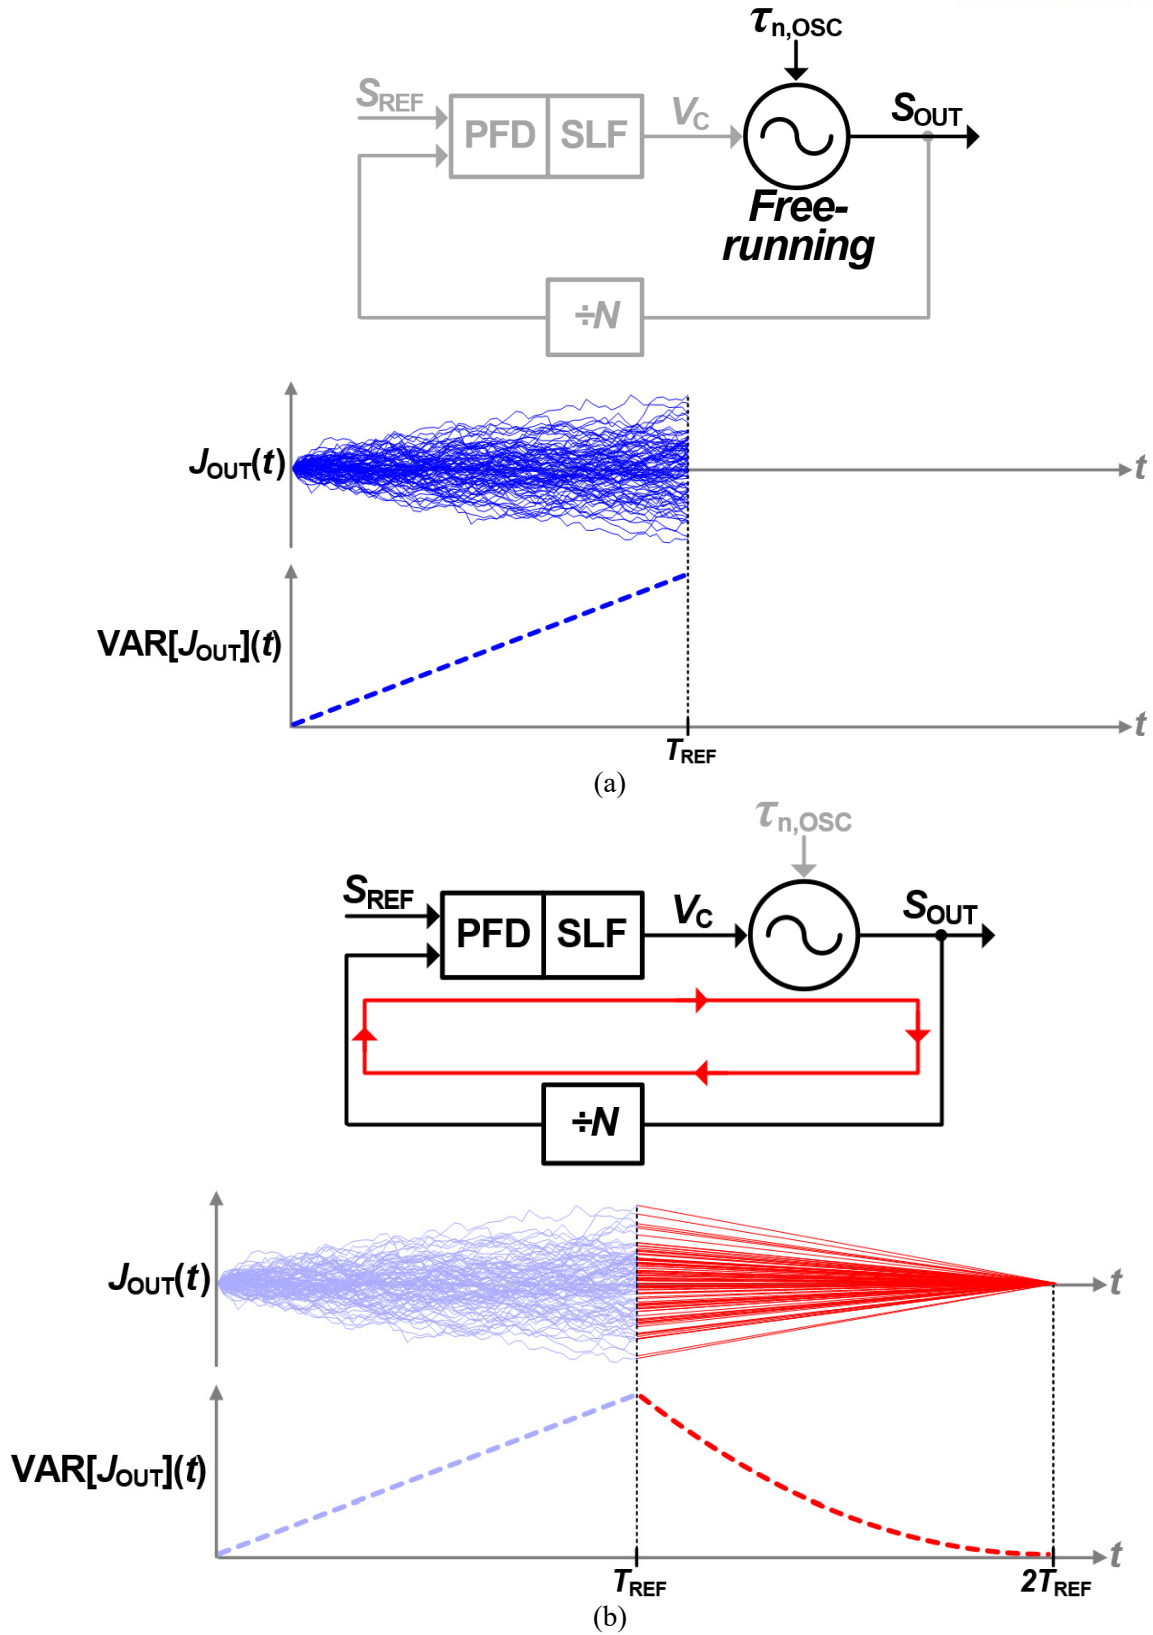 τn,OSC
SREF
PFD
SLF
VC
SOUT
Free-
running
÷N
JOUT(t)
t
VAR[JOUT](t)
t
TREF
(a)
τn,OSC
SREF
PFD
SLF
VC
SOUT
÷N
JOUT(t)
t
VAR[JOUT](t)
t
TREF
2TREF
(b)